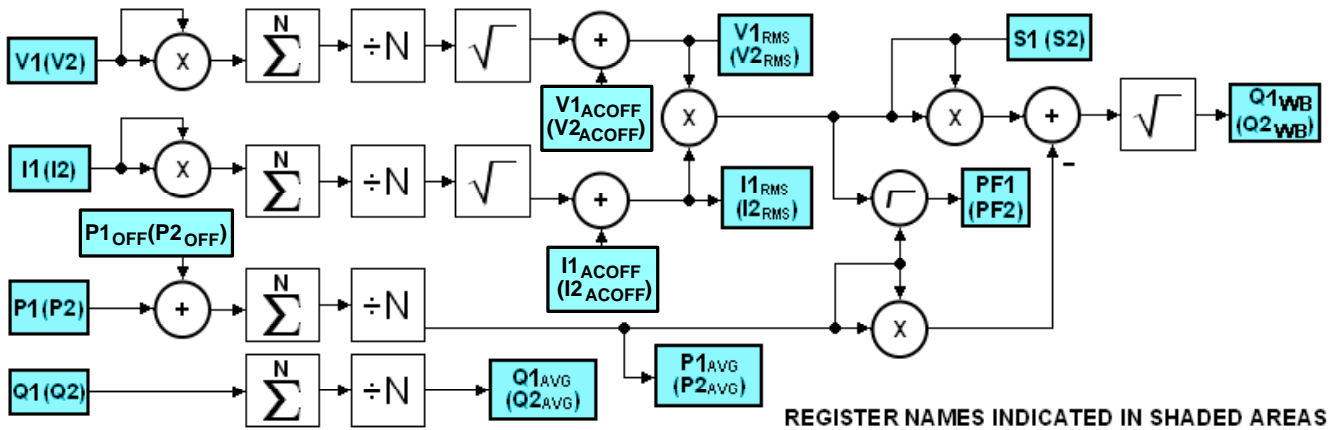 V1(V2)
X
N
∑
÷N
√
+
V1RMS
(V2RMS)
S1 (S2)
V1ACOFF
(V2ACOFF)
X
X
+
√
Q1WB
(Q2WB)
−
I1(I2)
X
N
∑
÷N
√
+
I1RMS
(I2RMS)
PF1
(PF2)
P1OFF(P2OFF)
I1ACOFF
(I2ACOFF)
P1(P2)
+
N
∑
÷N
X
P1AVG
(P2AVG)
Q1(Q2)
N
∑
÷N
Q1AVG
(Q2AVG)
REGISTER NAMES INDICATED IN SHADED AREAS